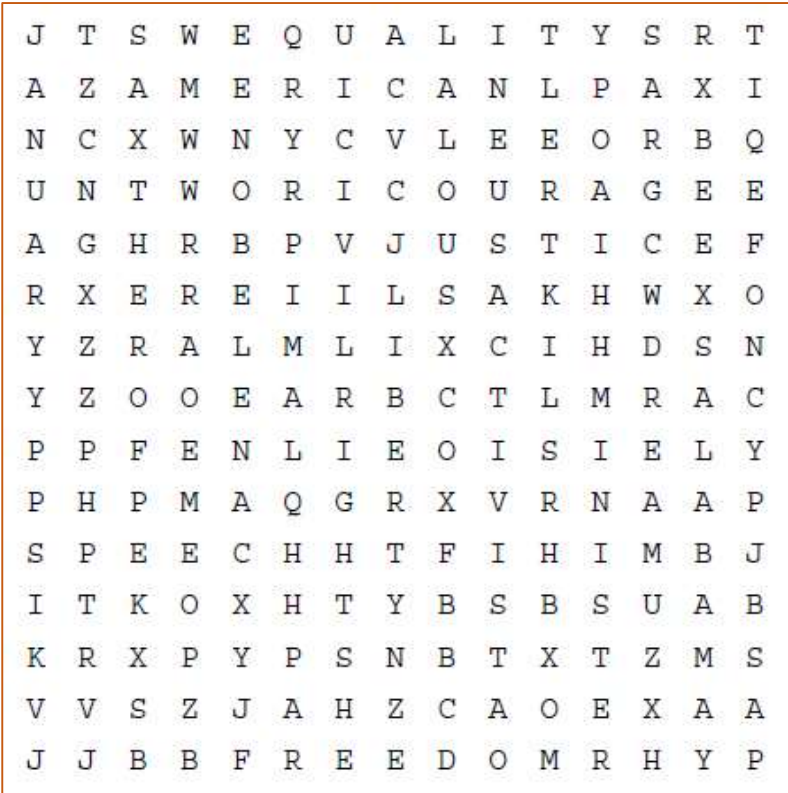 J T S W E Q U A L I T Y S R T
A Z A M E R I C A N L P A X I
N C X W N Y C V L E E O R B Q
U N T W O R I C O U R A G E E
A G H R B P V J U S T I C E F
R X E R E I I L S A K H W X O
Y Z R A L M L I X C I H D S N
Y Z O O E A R B C T L M R A C
P P F E N L I E O I S I E L Y
P H P M A Q G R X V R N A A P
S P E E C H H T F I H I M B J
I T K O X H T Y B S B S U A B
K R X P Y P S N B T X T Z M S
V V S Z J A H Z C A O E X A A
J J B B F R E E D O M R H Y P